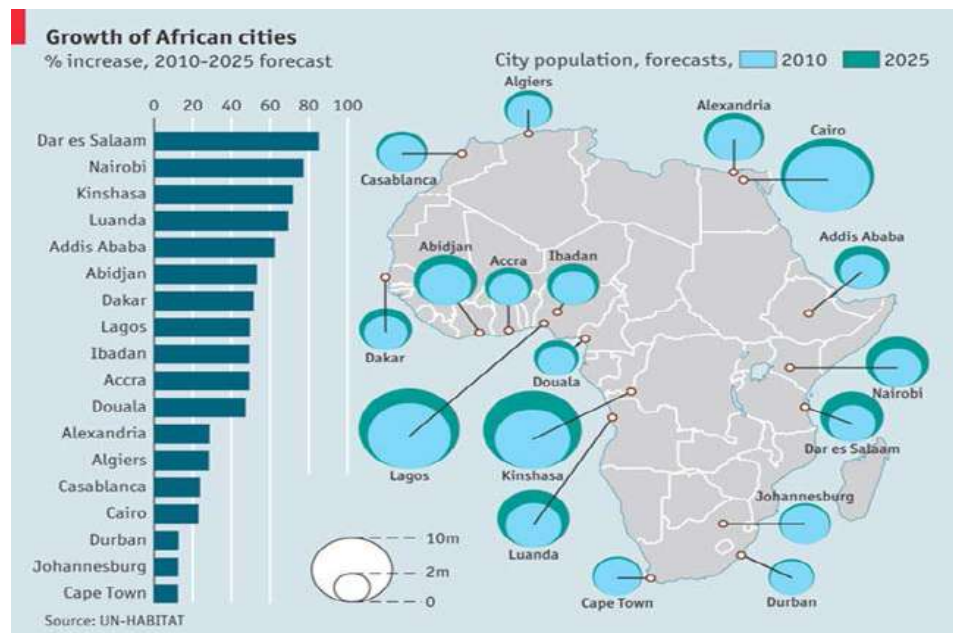 Growth of African cities
% increase, 2010-2025 forecast
0 20 40 60 80 100
Dar es Salaam
Nairobi
Kinshasa
Luanda
Addis Ababa
Abidjan
Dakar
Lagos
Ibadan
Accra
Douala
Alexandria
Algiers
Casablanca
Cairo
Durban
Johannesburg
Cape Town
Source: UN-HABITAT
City population, forecasts, 2010 2025
Algiers
Alexandria
Cairo
Casablanca
Addis Ababa
Abidjan
Accra
Ibadan
Dakar
Douala
Nairobi
Dar es Salaam
Lagos
Kinshasa
Johannesburg
Luanda
Cape Town
Durban
10m
2m
0